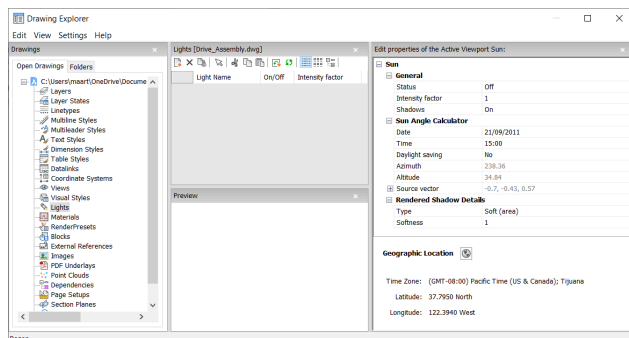 Drawing Explorer
Edit View Settings Help
Drawings
Open Drawings Folders
C:\Users\maart\OneDrive\Docume
Layers
Layer States
Linetypes
Multiline Styles
Multileader Styles
Text Styles
Dimension Styles
Table Styles
Datalinks
Coordinate Systems
Views
Visual Styles
Lights
Materials
RenderPresets
Blocks
External References
Images
PDF Underlays
Point Clouds
Dependencies
Page Setups
Section Planes
Lights [Drive_Assembly.dwg]
Light Name On/Off Intensity factor
Preview
Edit properties of the Active Viewport Sun:
Sun
General
Status Off
Intensity factor 1
Shadows On
Sun Angle Calculator
Date 21/09/2011
Time 15:00
Daylight saving No
Azimuth 238.36
Altitude 34.84
Source vector -0.7, -0.43, 0.57
Rendered Shadow Details
Type Soft (area)
Softness 1
Geographic Location
Time Zone: (GMT-08:00) Pacific Time (US & Canada); Tijuana
Latitude: 37.7950 North
Longitude: 122.3940 West